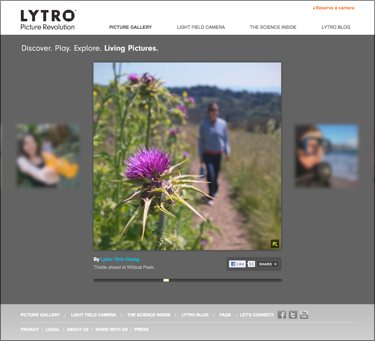 Reserve a camera
LYTRO
Picture Revolution
PICTURE GALLERY LIGHT FIELD CAMERA THE SCIENCE INSIDE LYTRO BLOG
Discover. Play. Explore. Living Pictures.
By Lytro / Eric Cheng
Thistle ahead at Wildcat Peak.
Like SHARE
PICTURE GALLERY | LIGHT FIELD CAMERA | THE SCIENCE INSIDE | LYTRO BLOG | FAQS | LET'S CONNECT:
PRIVACY | LEGAL | ABOUT US | WORK WITH US | PRESS